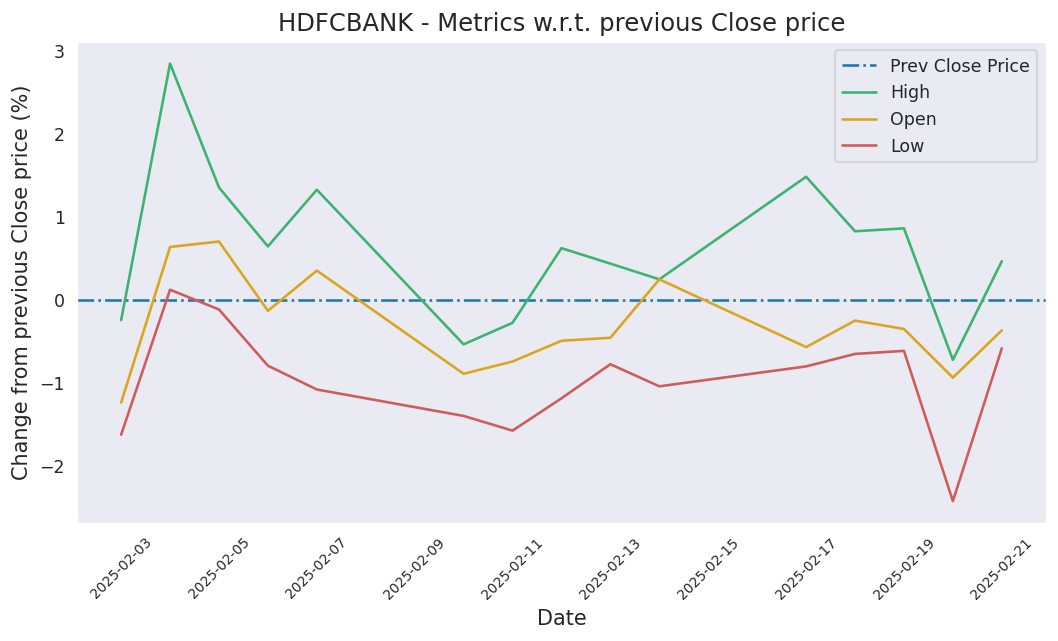 HDFCBANK - Metrics w.r.t. previous Close price
Change from previous Close price (%)
3
2
1
0
−1
−2
Prev Close Price
High
Open
Low
2025-02-03
2025-02-05
2025-02-07
2025-02-09
2025-02-11
2025-02-13
2025-02-15
2025-02-17
2025-02-19
2025-02-21
Date